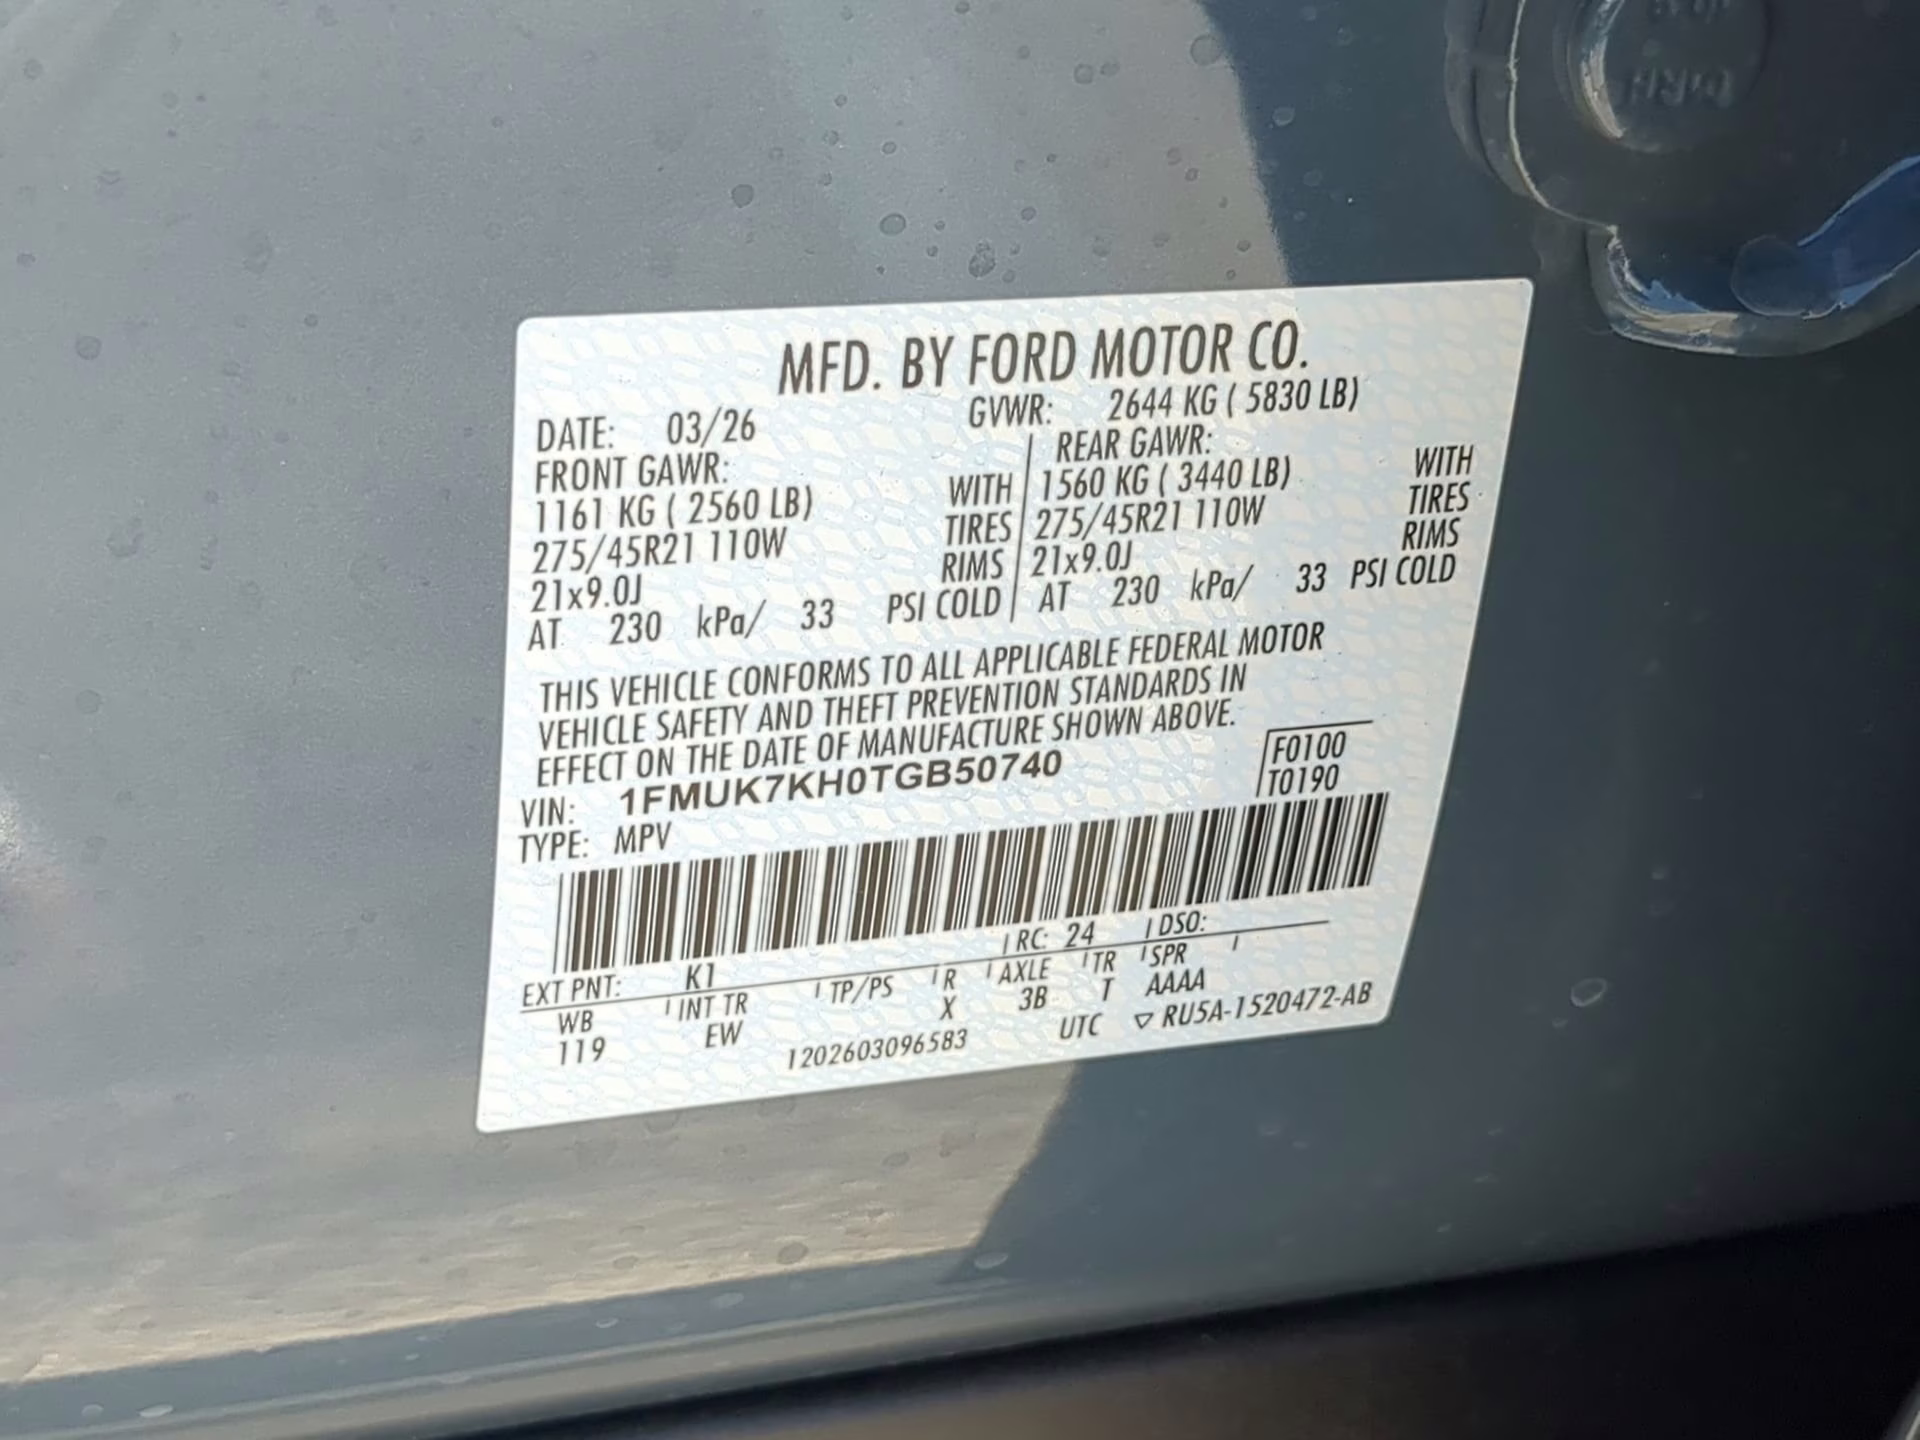 MFD. BY FORD MOTOR CO.
DATE: 03/26 GVWR: 2644 KG ( 5830 LB)
FRONT GAWR: REAR GAWR:
1161 KG ( 2560 LB) WITH 1560 KG ( 3440 LB) WITH
275/45R21 110W TIRES 275/45R21 110W TIRES
21x9.0J RIMS 21x9.0J RIMS
AT 230 kPa/ 33 PSI COLD AT 230 kPa/ 33 PSI COLD
THIS VEHICLE CONFORMS TO ALL APPLICABLE FEDERAL MOTOR
VEHICLE SAFETY AND THEFT PREVENTION STANDARDS IN
EFFECT ON THE DATE OF MANUFACTURE SHOWN ABOVE.
VIN: 1FMUK7KH0TGB50740 F0100
TYPE: MPV T0190
EXT PNT: K1 RC: 24 DSO:
WB INT TR TP/PS R AXLE TR SPR
119 EW X 3B T AAAA
1202603096583 UTC ▽ RU5A-1520472-AB